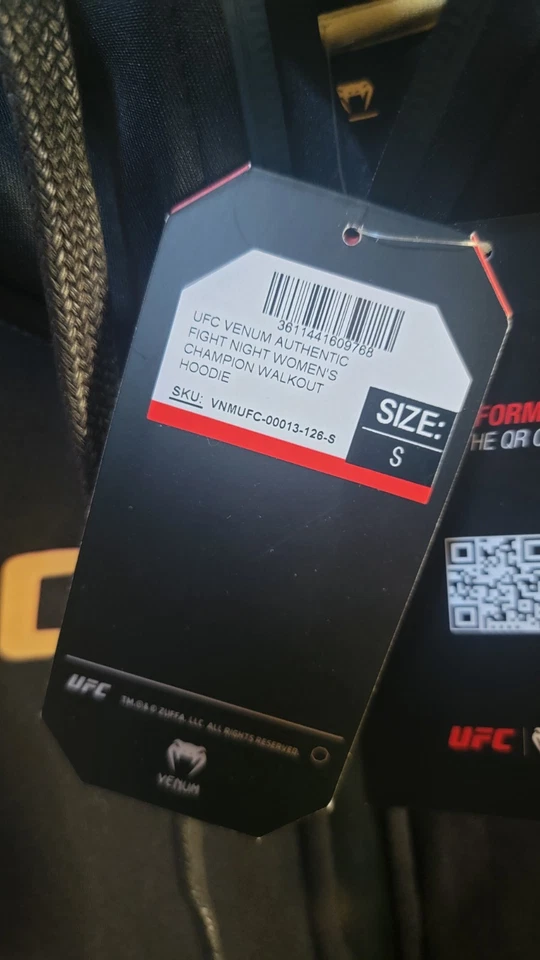 3611441609768
UFC VENUM AUTHENTIC
FIGHT NIGHT WOMEN'S
CHAMPION WALKOUT
HOODIE
SKU: VNMUFC-00013-126-S
SIZE:
S
FORM
HE QR
UFC
TM, © & © ZUFFA, LLC. ALL RIGHTS RESERVED.
VENUM
UFC